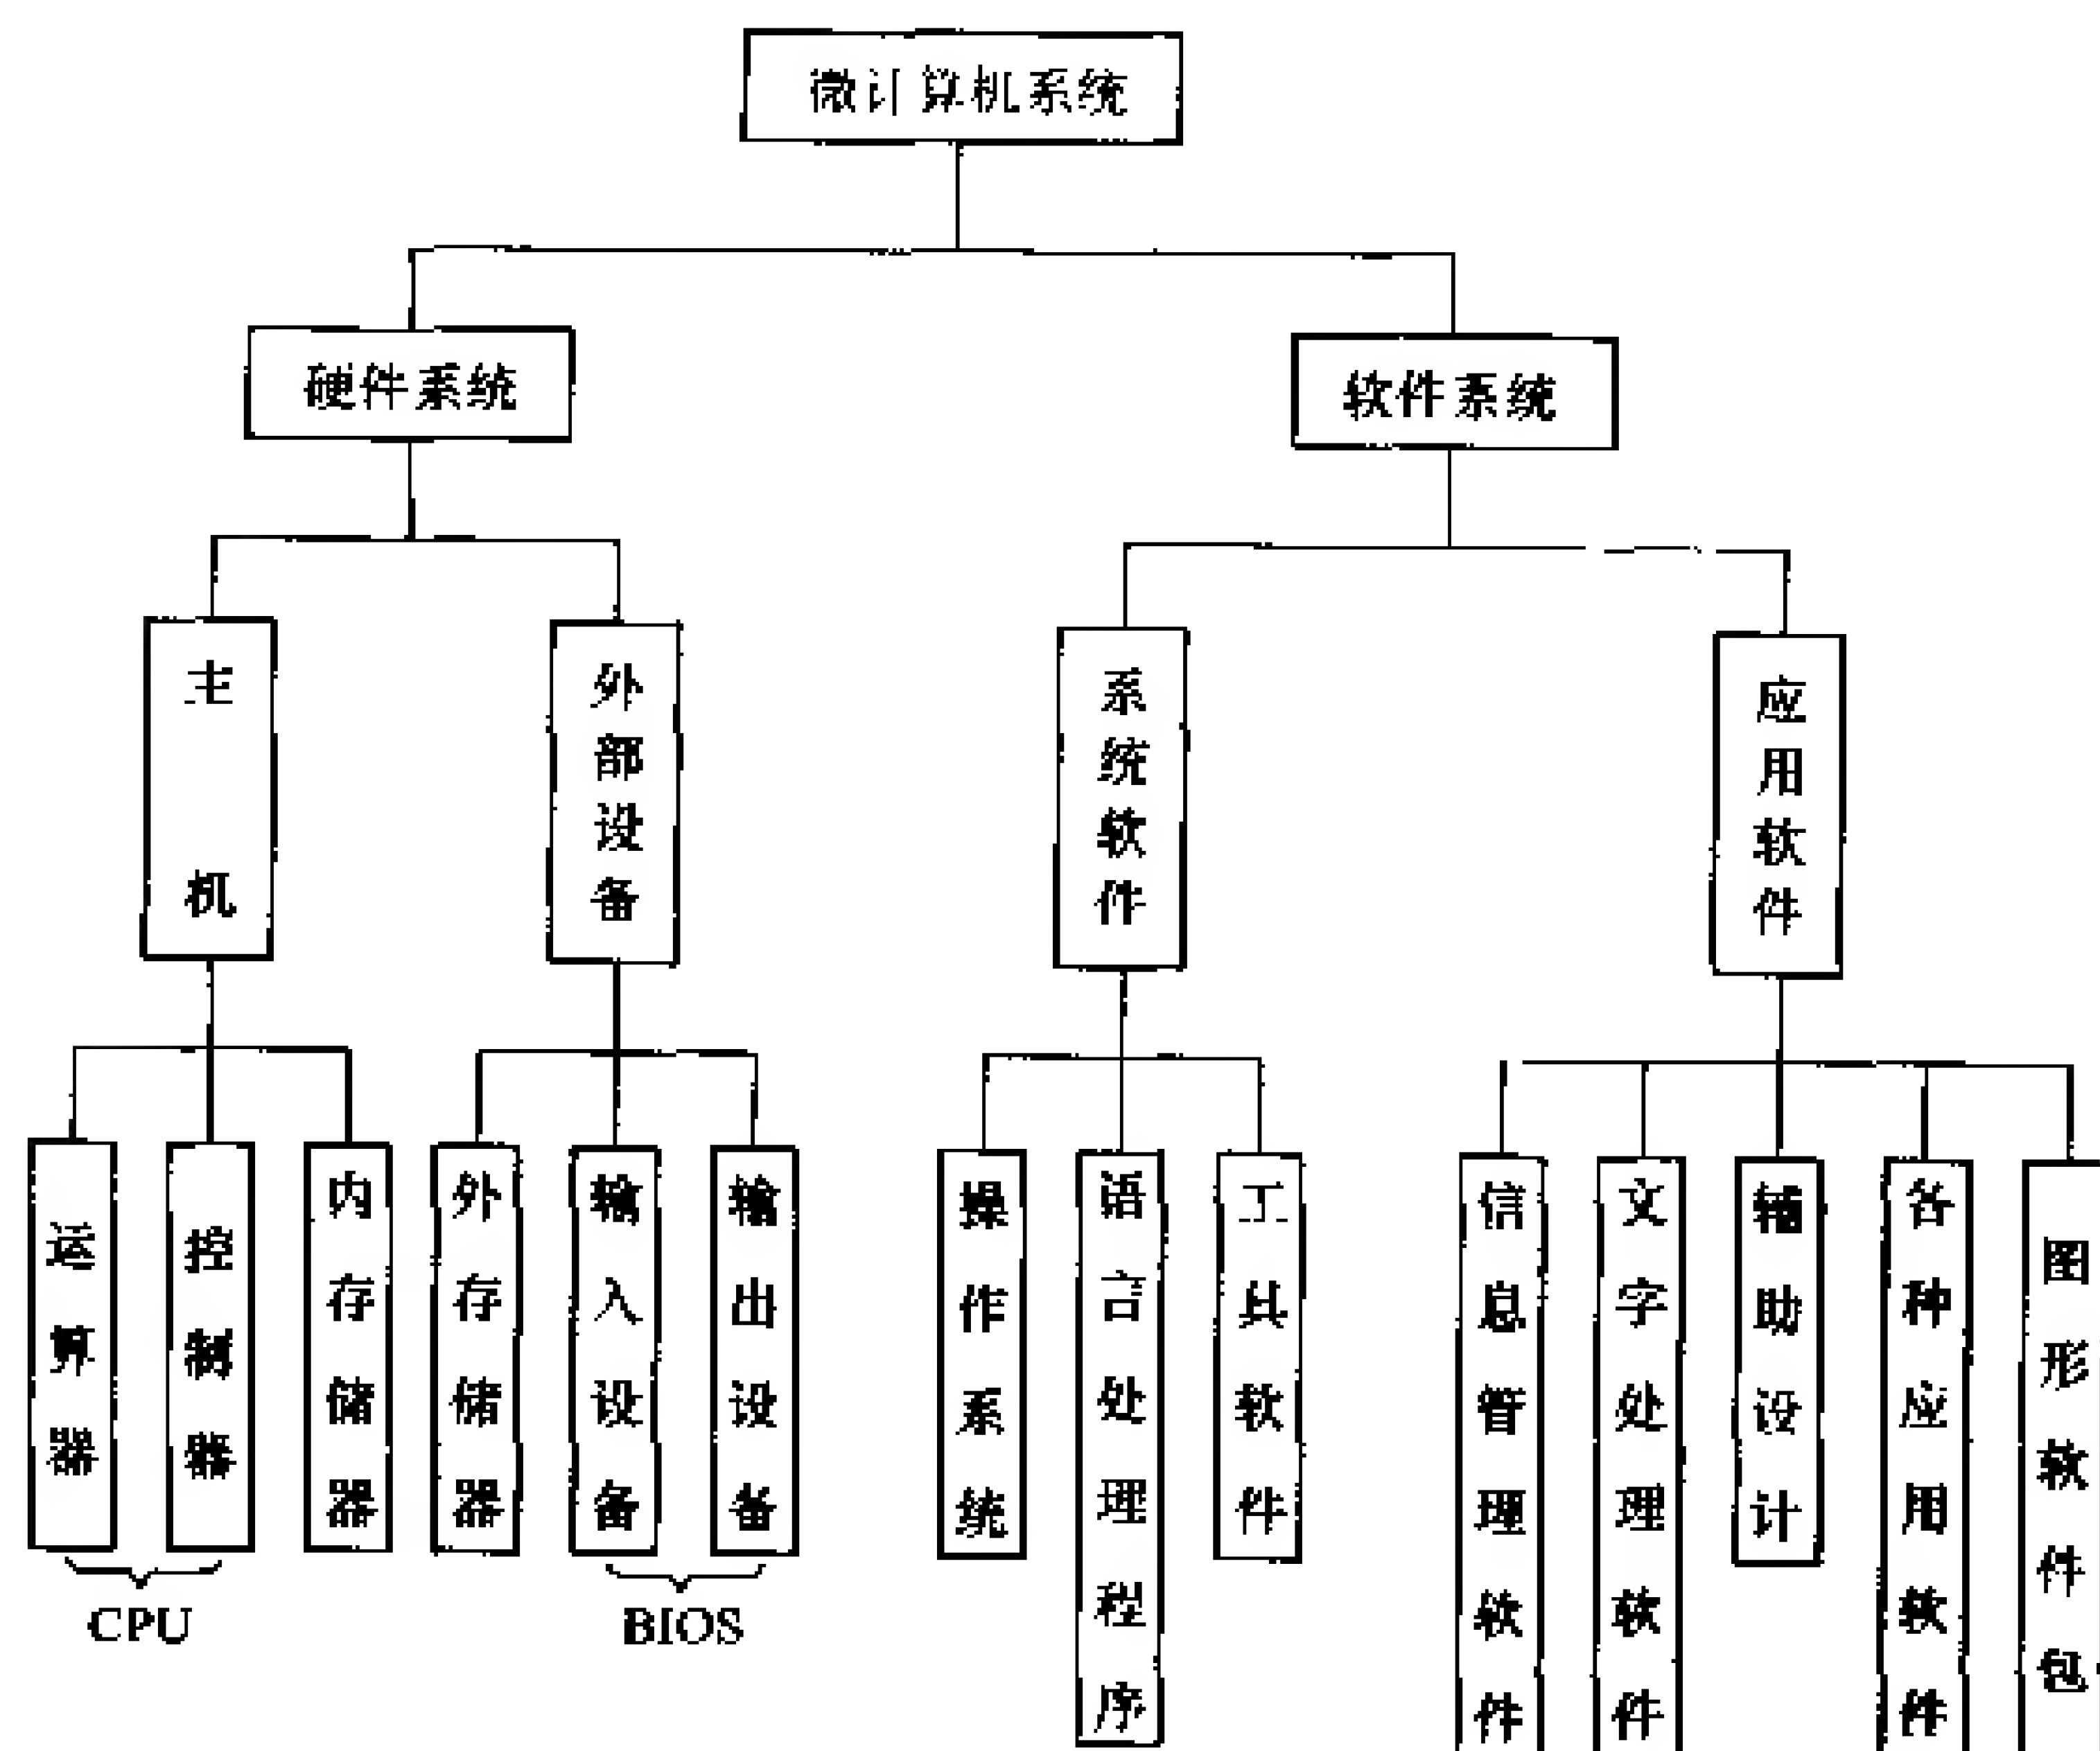 微计算机系统
硬件系统
软件系统
主机
外部设备
系统软件
应用软件
运算器
控制器
内存储器
外存储器
输入设备
输出设备
操作系统
语言处理程序
工具软件
信息管理软件
文字处理软件
辅助设计
各种应用软件
图形软件包
CPU
BIOS